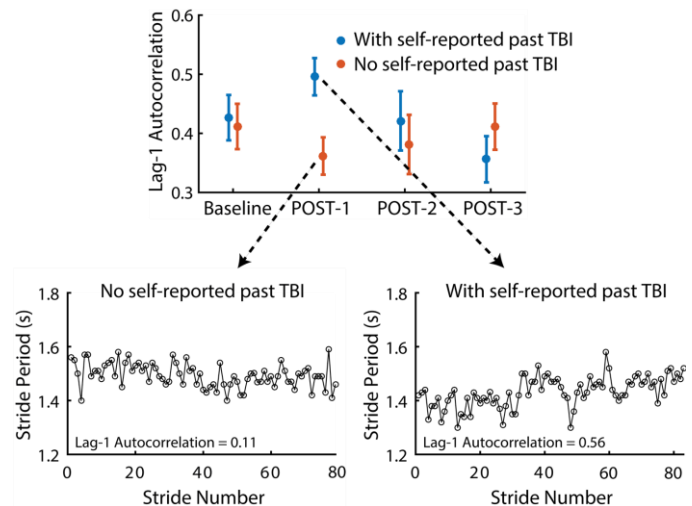 0.6
With self-reported past TBI
No self-reported past TBI
0.5
Lag-1 Autocorrelation
0.4
0.3
Baseline POST-1 POST-2 POST-3
1.8
No self-reported past TBI
Stride Period (s)
1.6
1.4
Lag-1 Autocorrelation = 0.11
1.2
0 20 40 60 80
Stride Number
1.8
With self-reported past TBI
Stride Period (s)
1.6
1.4
Lag-1 Autocorrelation = 0.56
1.2
0 20 40 60 80
Stride Number